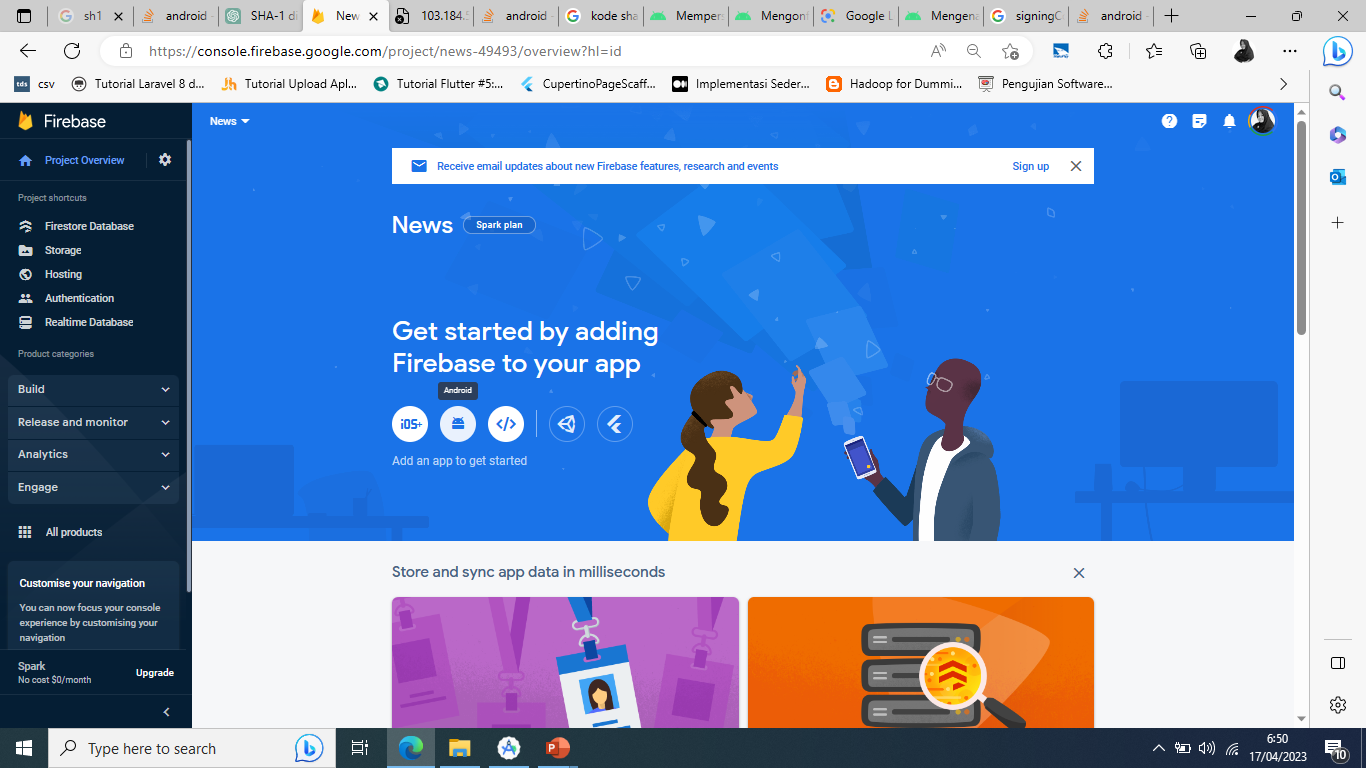 sh1
android -
SHA-1 di
New
103.184.5
android -
kode sha
Mempers
Mengonf
Google L
Mengena
signingC
android -
https://console.firebase.google.com/project/news-49493/overview?hl=id
csv
Tutorial Laravel 8 d...
Tutorial Upload Apl...
Tutorial Flutter #5:...
CupertinoPageScaff...
Implementasi Seder...
Hadoop for Dummi...
Pengujian Software...
Firebase
Project Overview
Project shortcuts
Firestore Database
Storage
Hosting
Authentication
Realtime Database
Product categories
Build
Release and monitor
Analytics
Engage
All products
Customise your navigation
You can now focus your console
experience by customising your
navigation
Spark
No cost $0/month
Upgrade
News
Receive email updates about new Firebase features, research and events
Sign up
News
Spark plan
Get started by adding
Firebase to your app
Android
iOS+
Add an app to get started
Store and sync app data in milliseconds
Type here to search
6:50
17/04/2023
10